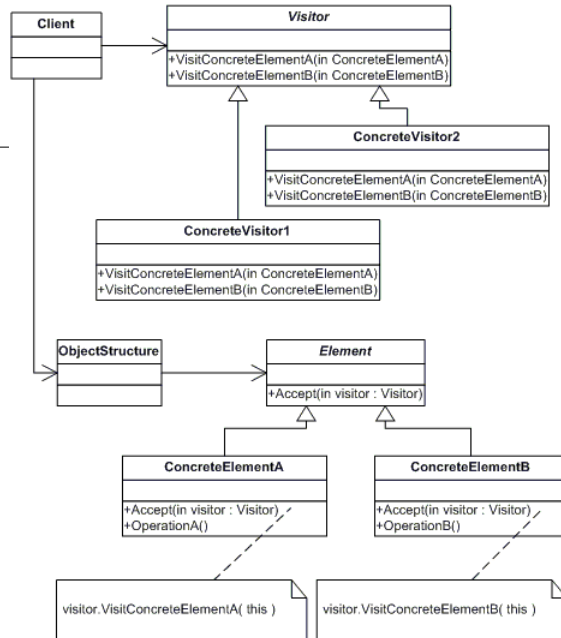 Client
Visitor
+VisitConcreteElementA(in ConcreteElementA)
+VisitConcreteElementB(in ConcreteElementB)
ConcreteVisitor2
+VisitConcreteElementA(in ConcreteElementA)
+VisitConcreteElementB(in ConcreteElementB)
ConcreteVisitor1
+VisitConcreteElementA(in ConcreteElementA)
+VisitConcreteElementB(in ConcreteElementB)
ObjectStructure
Element
+Accept(in visitor : Visitor)
ConcreteElementA
+Accept(in visitor : Visitor)
+OperationA()
ConcreteElementB
+Accept(in visitor : Visitor)
+OperationB()
visitor.VisitConcreteElementA( this )
visitor.VisitConcreteElementB( this )